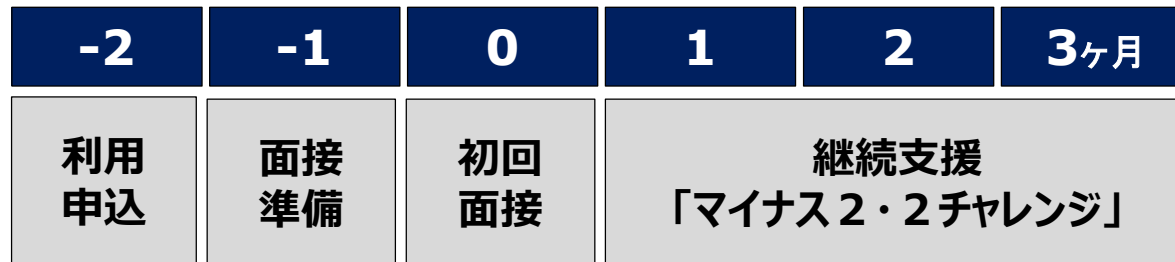 -2 -1 0 1 2 3ヶ月
利用
申込
面接
準備
初回
面接
継続支援
「マイナス2・2チャレンジ」